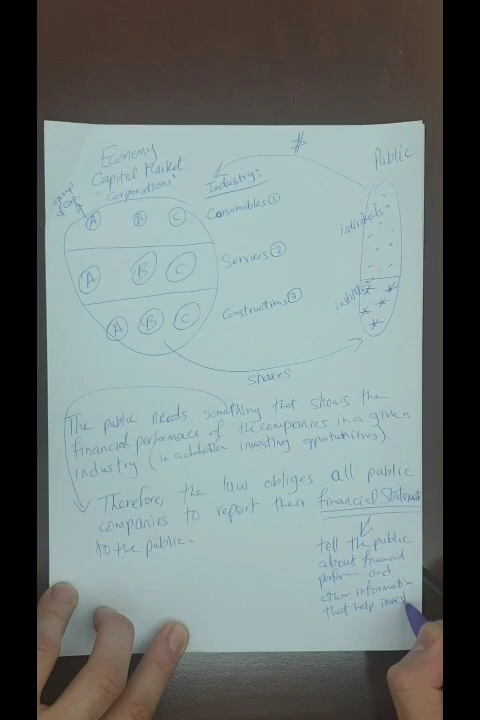 Economy
Capital Market
"Corporations"
group
of cap
A B C
A B C
A B C
Industry:
Consumables ①
Services ②
Constructions ③
$
Public
individuals
shares
The public needs something that shows the
financial performace of the companies in a given
industry (in addition investing opportunities).
Therefore, the law obliges all public
companies to report their financial Statements
to the public.
tell the public
about financial
perform and
other information
that help invest